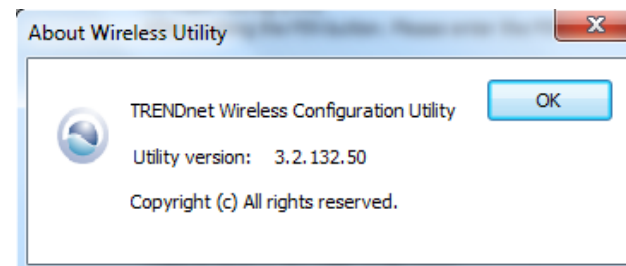 About Wireless Utility
TRENDnet Wireless Configuration Utility
OK
Utility version: 3.2.132.50
Copyright (c) All rights reserved.